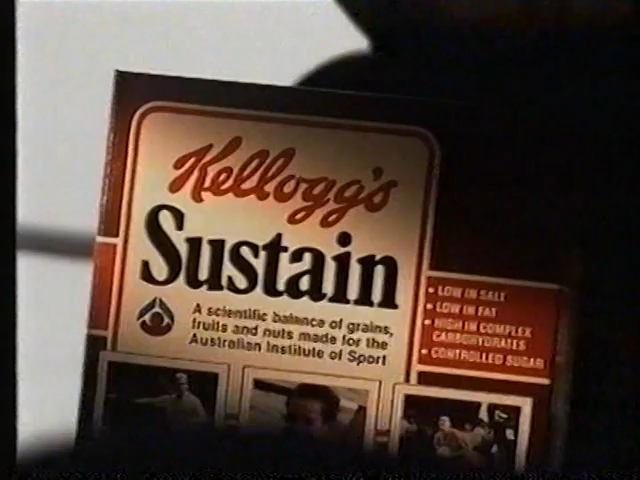 Kellogg's
Sustain
A scientific balance of grains,
fruits and nuts made for the
Australian Institute of Sport
• LOW IN SALT
• LOW IN FAT
• HIGH IN COMPLEX
CARBOHYDRATES
• CONTROLLED SUGAR